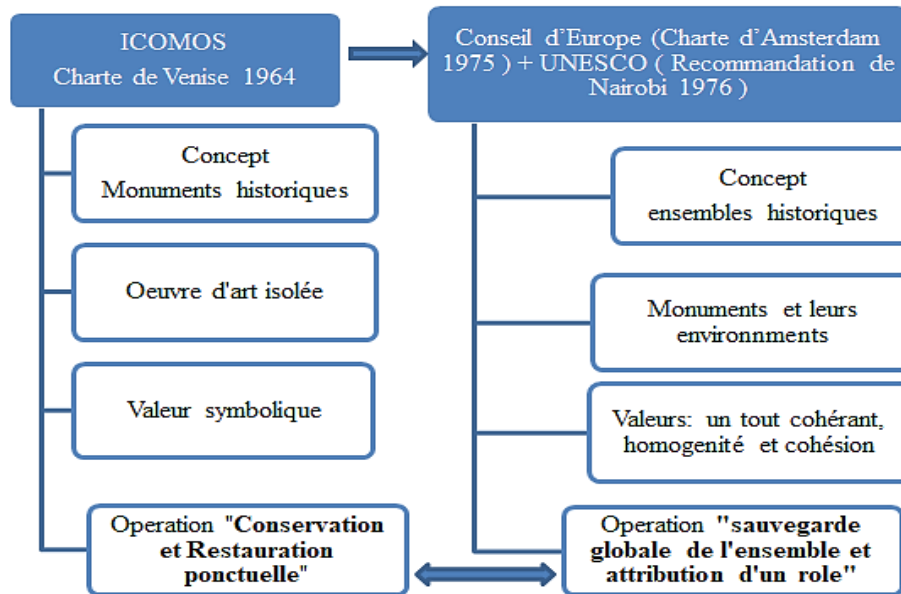 ICOMOS
Charte de Venise 1964
Concept
Monuments historiques
Oeuvre d'art isolée
Valeur symbolique
Operation "Conservation
et Restauration
ponctuelle"
Conseil d'Europe (Charte d'Amsterdam
1975 ) + UNESCO ( Recommandation de
Nairobi 1976 )
Concept
ensembles historiques
Monuments et leurs
environnments
Valeurs: un tout cohérant,
homogenité et cohésion
Operation "sauvegarde
globale de l'ensemble et
attribution d'un role"